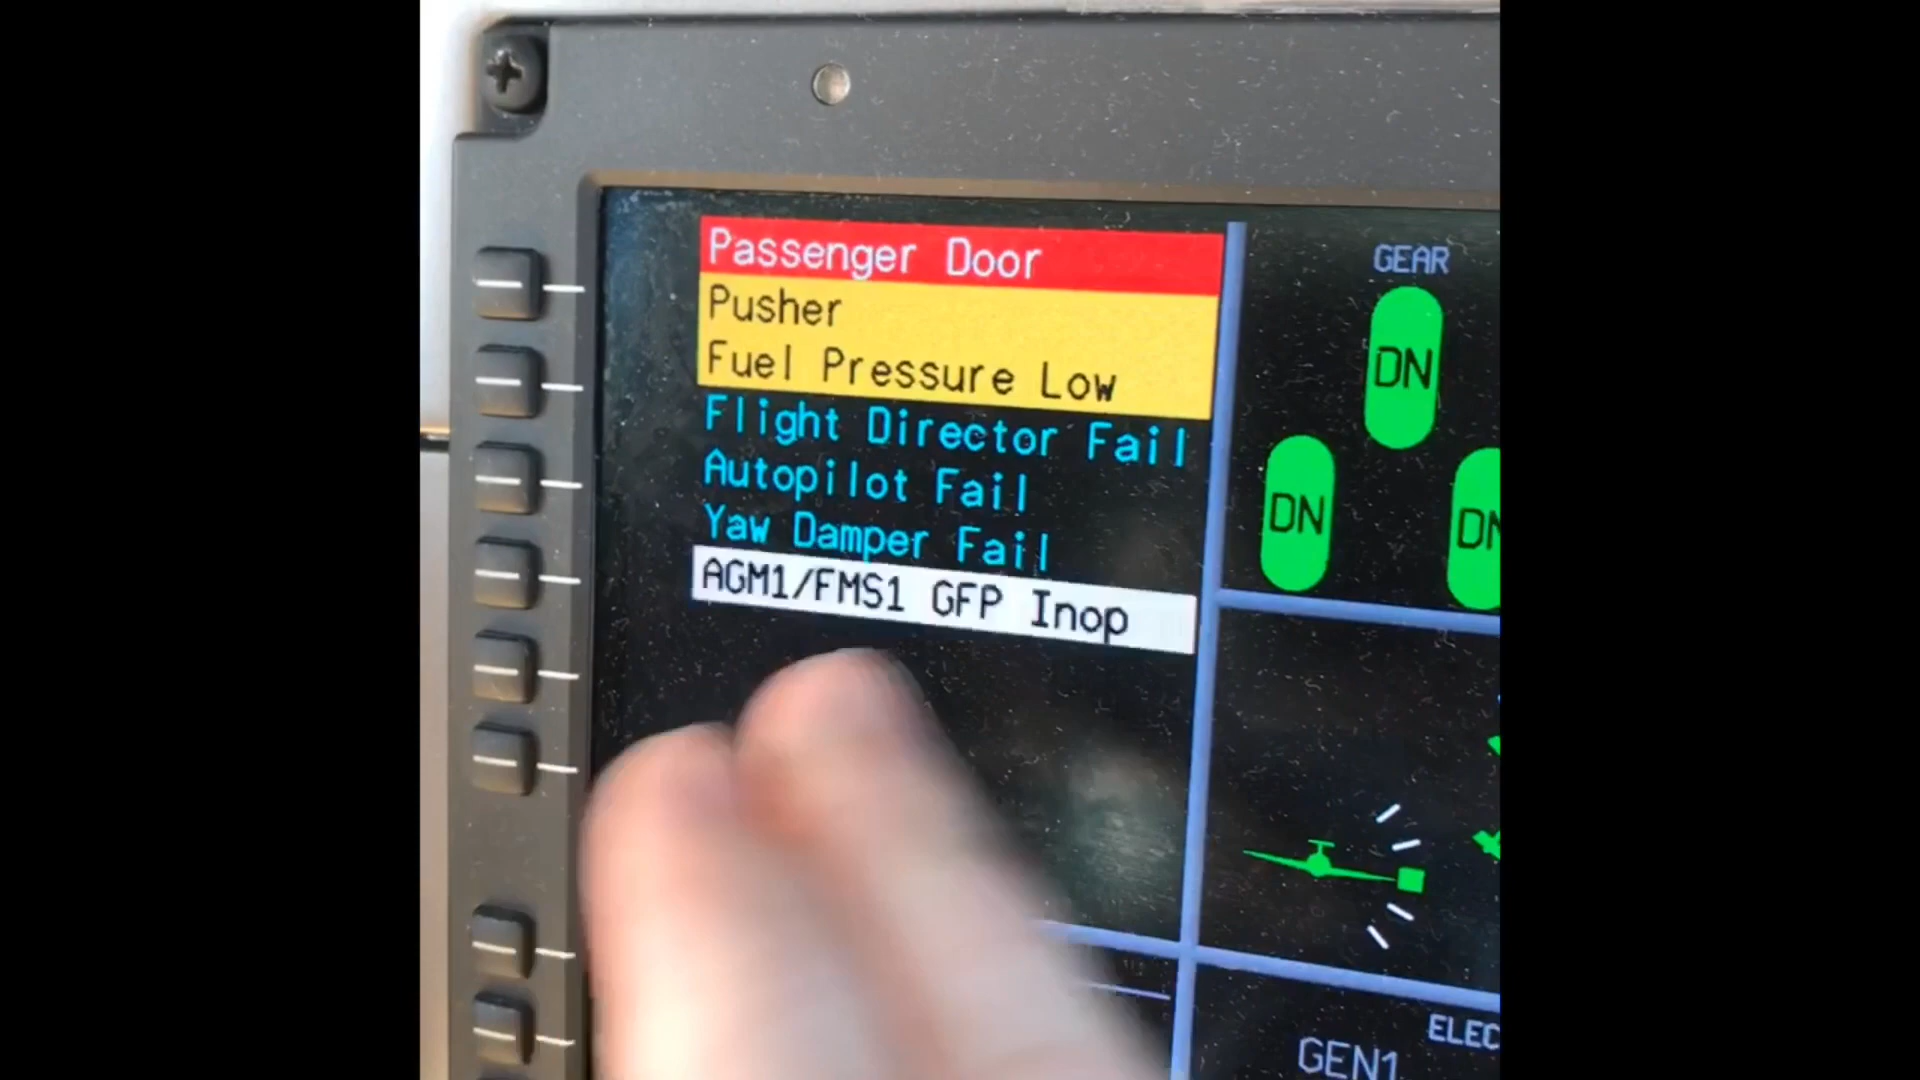 Passenger Door
Pusher
Fuel Pressure Low
Flight Director Fail
Autopilot Fail
Yaw Damper Fail
AGM1/FMS1 GFP Inop
GEAR
DN
DN
DN
ELEC
GEN1